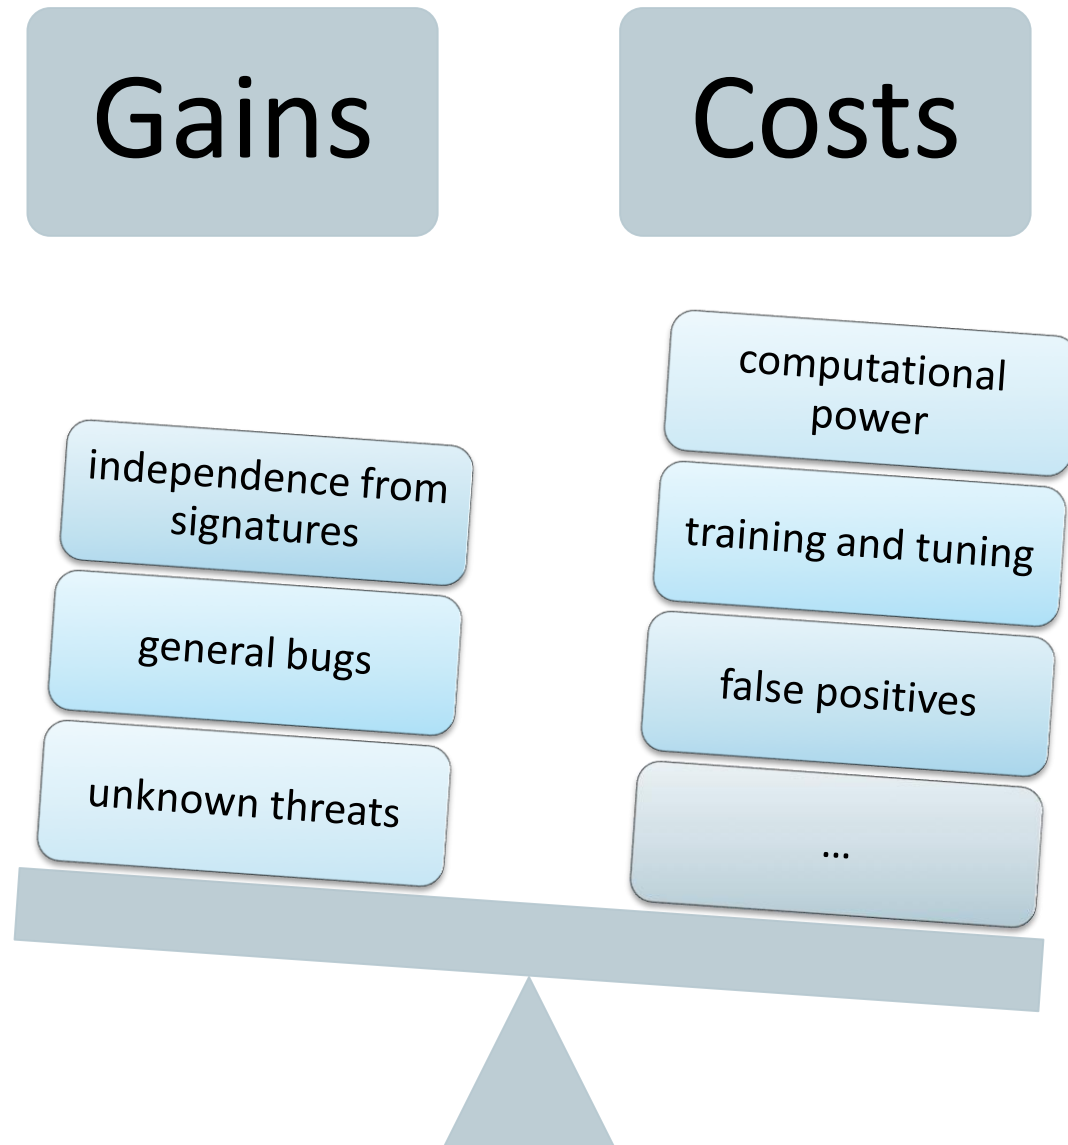 Gains
Costs
independence from
signatures
general bugs
unknown threats
computational
power
training and tuning
false positives
...